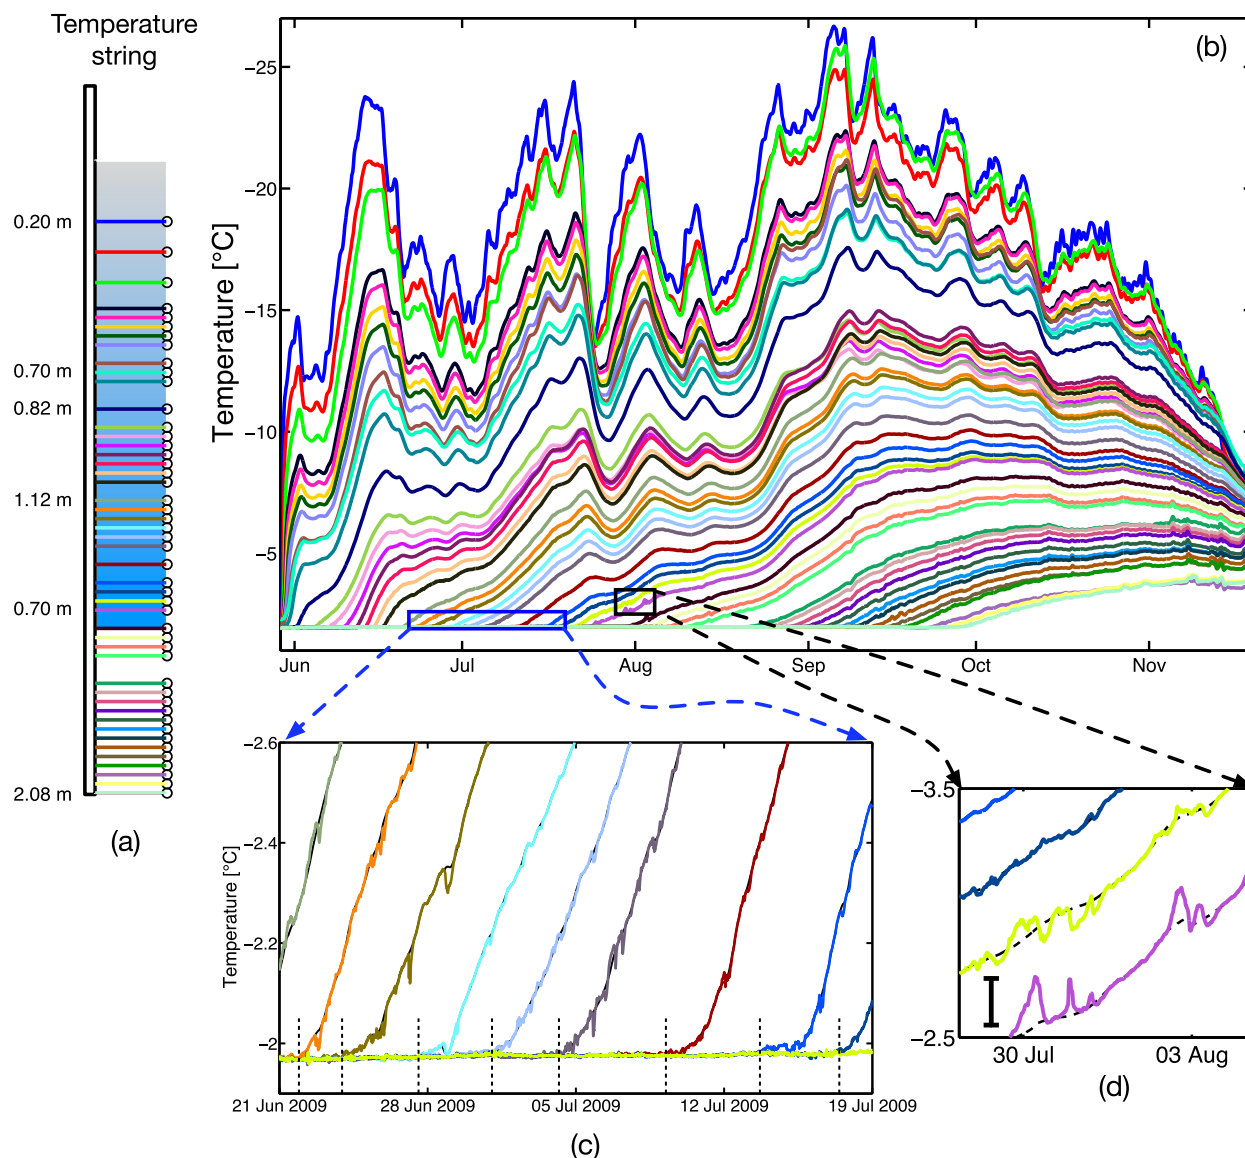 Temperature
string
0.20 m
0.70 m
0.82 m
1.12 m
0.70 m
2.08 m
(a)
(b)
Temperature [°C]
−25
−20
−15
−10
−5
Jun
Jul
Aug
Sep
Oct
Nov
Temperature [°C]
−2.6
−2.4
−2.2
−2
21 Jun 2009
28 Jun 2009
05 Jul 2009
12 Jul 2009
19 Jul 2009
(c)
−3.5
−2.5
30 Jul
03 Aug
(d)